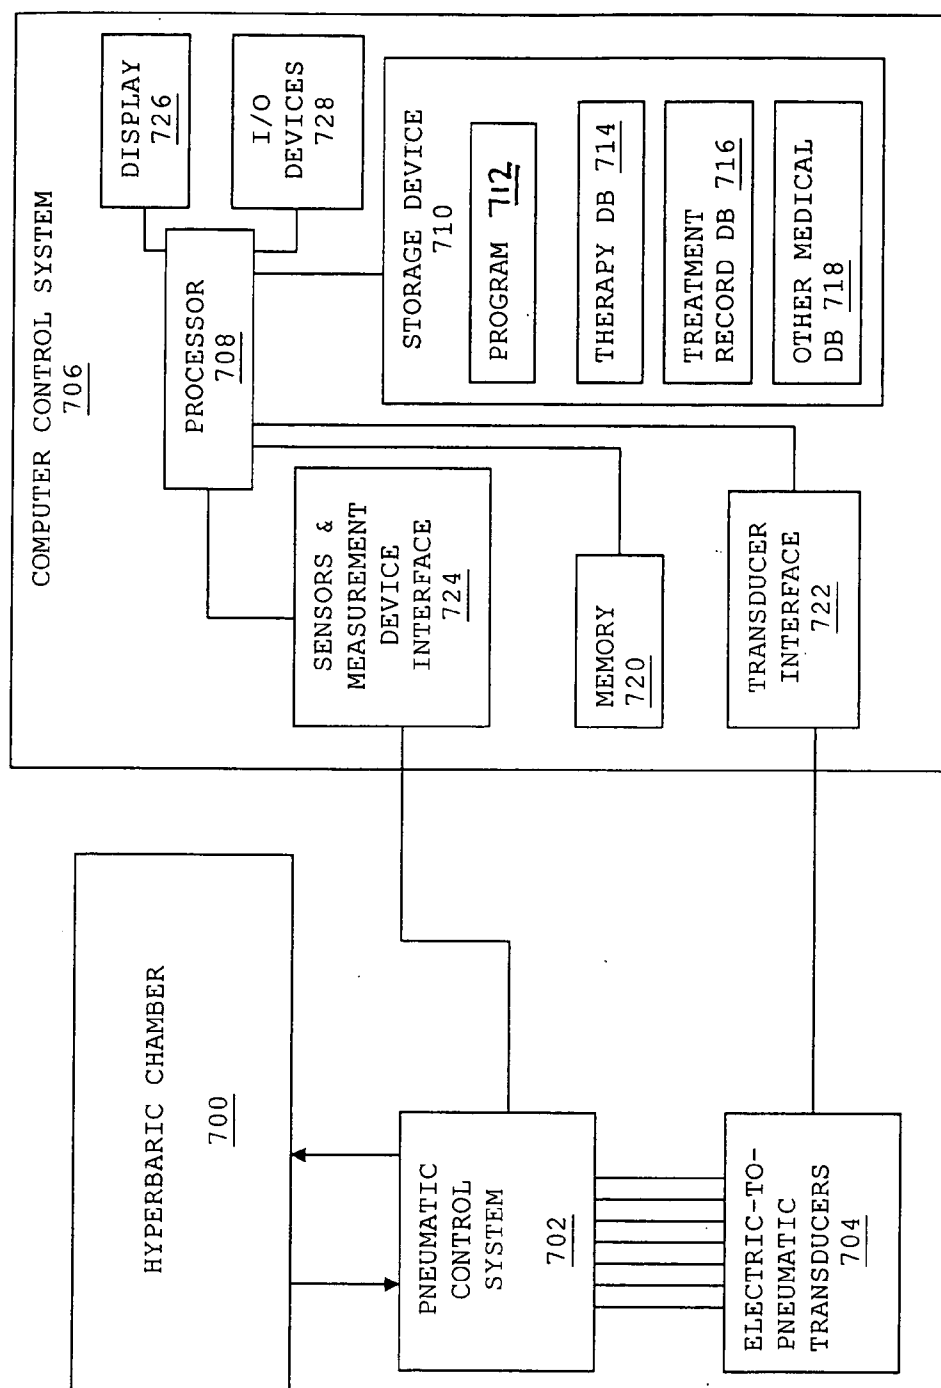 COMPUTER CONTROL SYSTEM
706
DISPLAY
726
I/O
DEVICES
728
PROCESSOR
708
STORAGE DEVICE
710
PROGRAM 712
THERAPY DB 714
TREATMENT
RECORD DB 716
OTHER MEDICAL
DB 718
SENSORS &
MEASUREMENT
DEVICE
INTERFACE
724
MEMORY
720
TRANSDUCER
INTERFACE
722
HYPERBARIC CHAMBER
700
PNEUMATIC
CONTROL
SYSTEM
702
ELECTRIC-TO-
PNEUMATIC
TRANSDUCERS
704